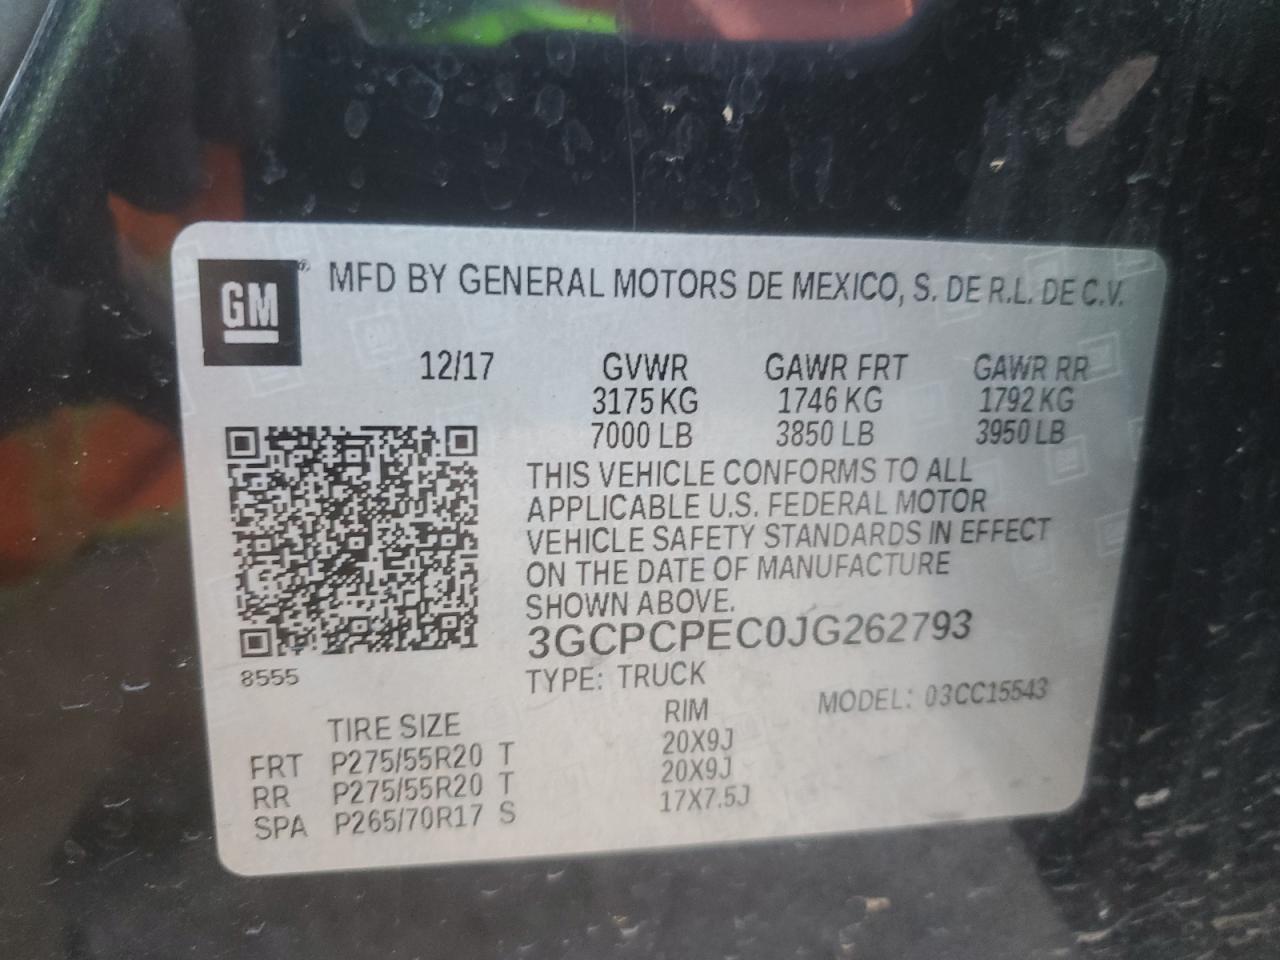 GM
MFD BY GENERAL MOTORS DE MEXICO, S. DE R.L. DE C.V.
12/17 GVWR GAWR FRT GAWR RR
3175 KG 1746 KG 1792 KG
7000 LB 3850 LB 3950 LB
THIS VEHICLE CONFORMS TO ALL
APPLICABLE U.S. FEDERAL MOTOR
VEHICLE SAFETY STANDARDS IN EFFECT
ON THE DATE OF MANUFACTURE
SHOWN ABOVE.
3GCPCPEC0JG262793
8555
TYPE: TRUCK
MODEL: 03CC15543
TIRE SIZE RIM
FRT P275/55R20 T 20X9J
RR P275/55R20 T 20X9J
SPA P265/70R17 S 17X7.5J